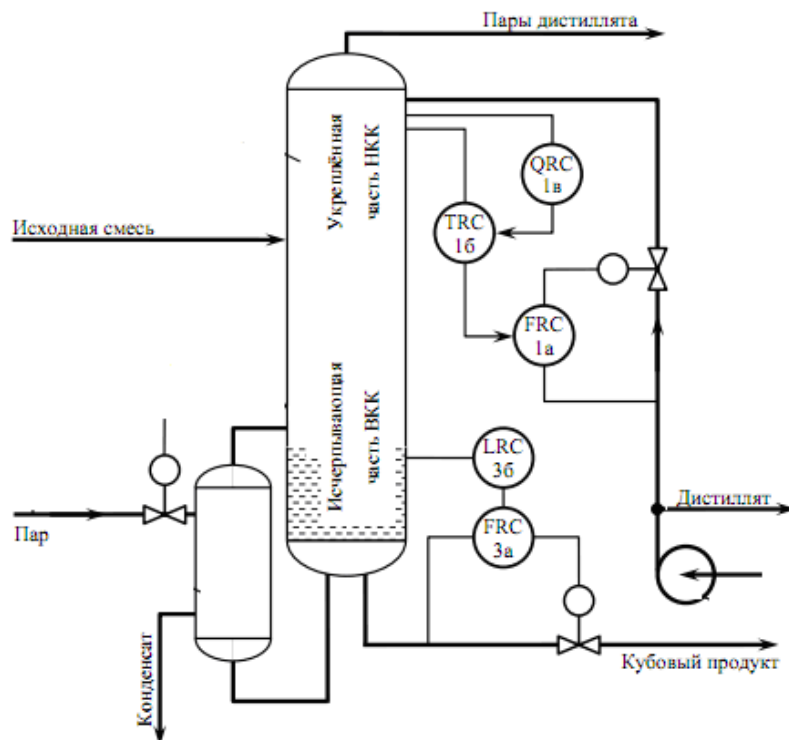 Пары дистиллята
Укреплённая
часть НКК
QRC
1в
TRC
1б
Исходная смесь
FRC
1а
Исчерпывающая
часть ВКК
LRC
3б
FRC
3а
Дистиллят
Пар
Кубовый продукт
Конденсат